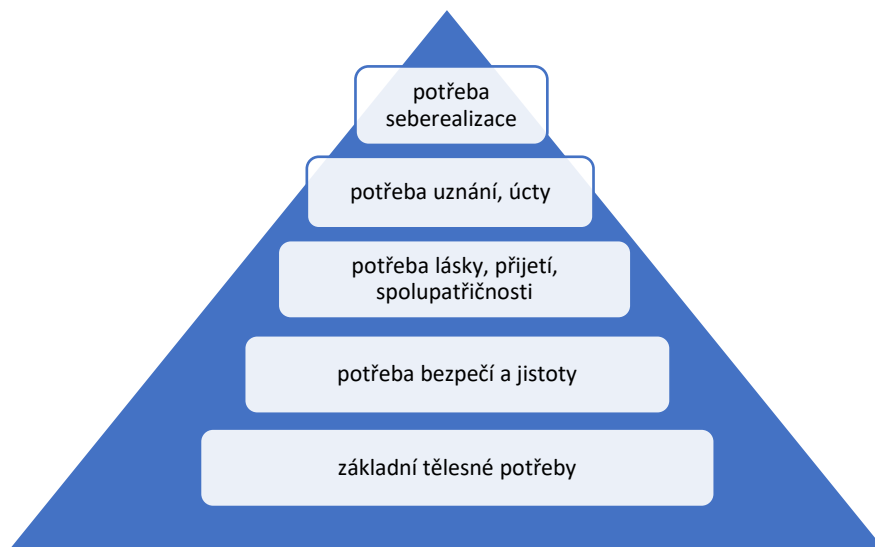 potřeba
seberealizace
potřeba uznání, úcty
potřeba lásky, přijetí,
spolupatřičnosti
potřeba bezpečí a jistoty
základní tělesné potřeby